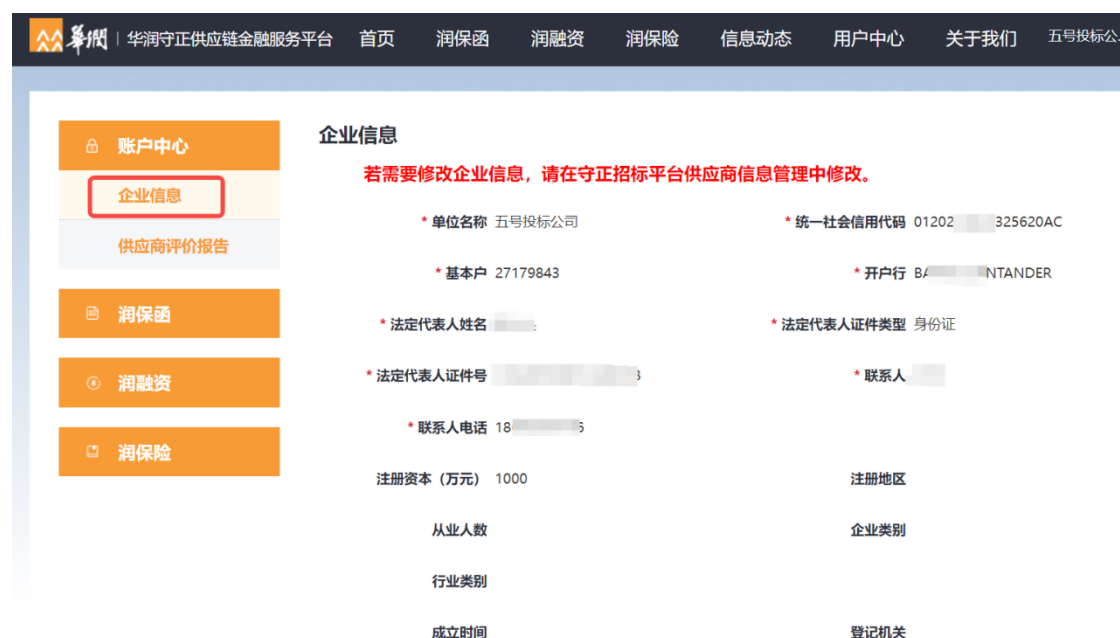 華潤 | 华润守正供应链金融服务平台 首页 润保函 润融资 润保险 信息动态 用户中心 关于我们 五号投标公...
账户中心
企业信息
供应商评价报告
润保函
润融资
润保险
企业信息
若需要修改企业信息，请在守正招标平台供应商信息管理中修改。
* 单位名称 五号投标公司 * 统一社会信用代码 01202 325620AC
* 基本户 27179843 * 开户行 BA NTANDER
* 法定代表人姓名 * 法定代表人证件类型 身份证
* 法定代表人证件号 * 联系人
* 联系人电话 18
注册资本（万元） 1000 注册地区
从业人数 企业类别
行业类别
成立时间 登记机关